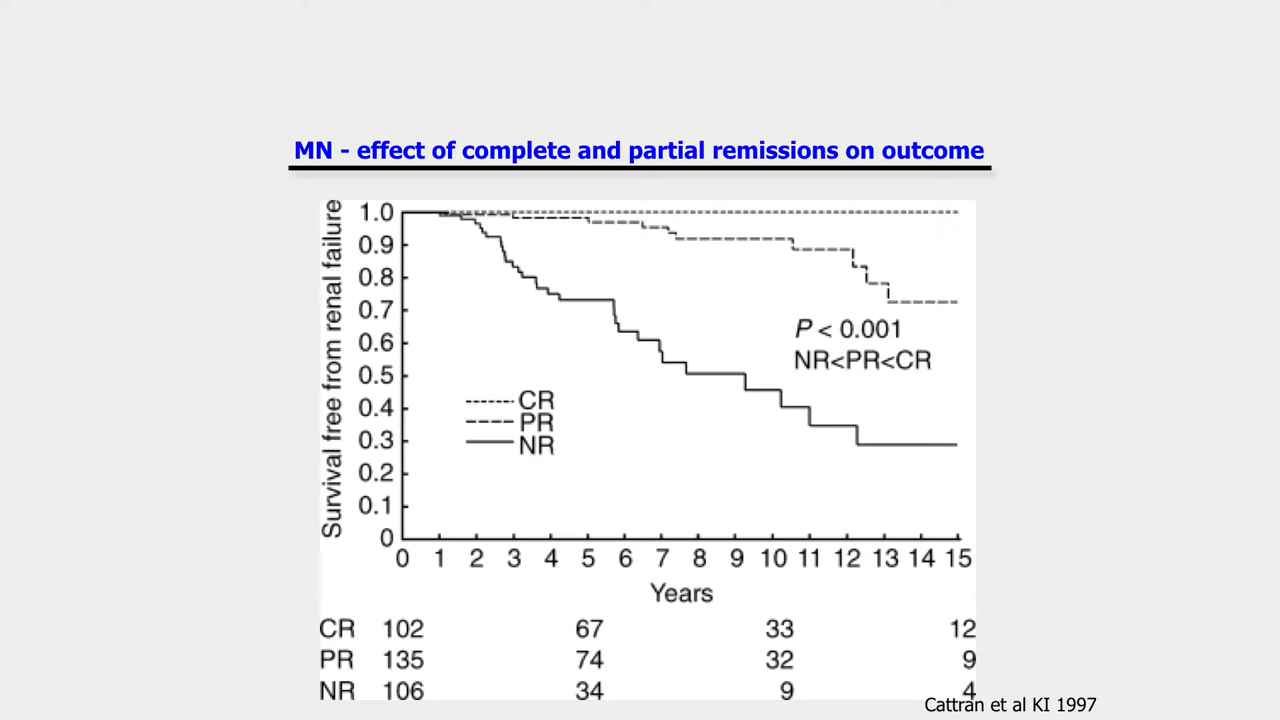 MN - effect of complete and partial remissions on outcome
Survival free from renal failure
1.0
0.9
0.8
0.7
0.6
0.5
0.4
0.3
0.2
0.1
0
P < 0.001
NR<PR<CR
CR
PR
NR
0 1 2 3 4 5 6 7 8 9 10 11 12 13 14 15
Years
CR 102 67 33 12
PR 135 74 32 9
NR 106 34 9 4
Cattran et al KI 1997